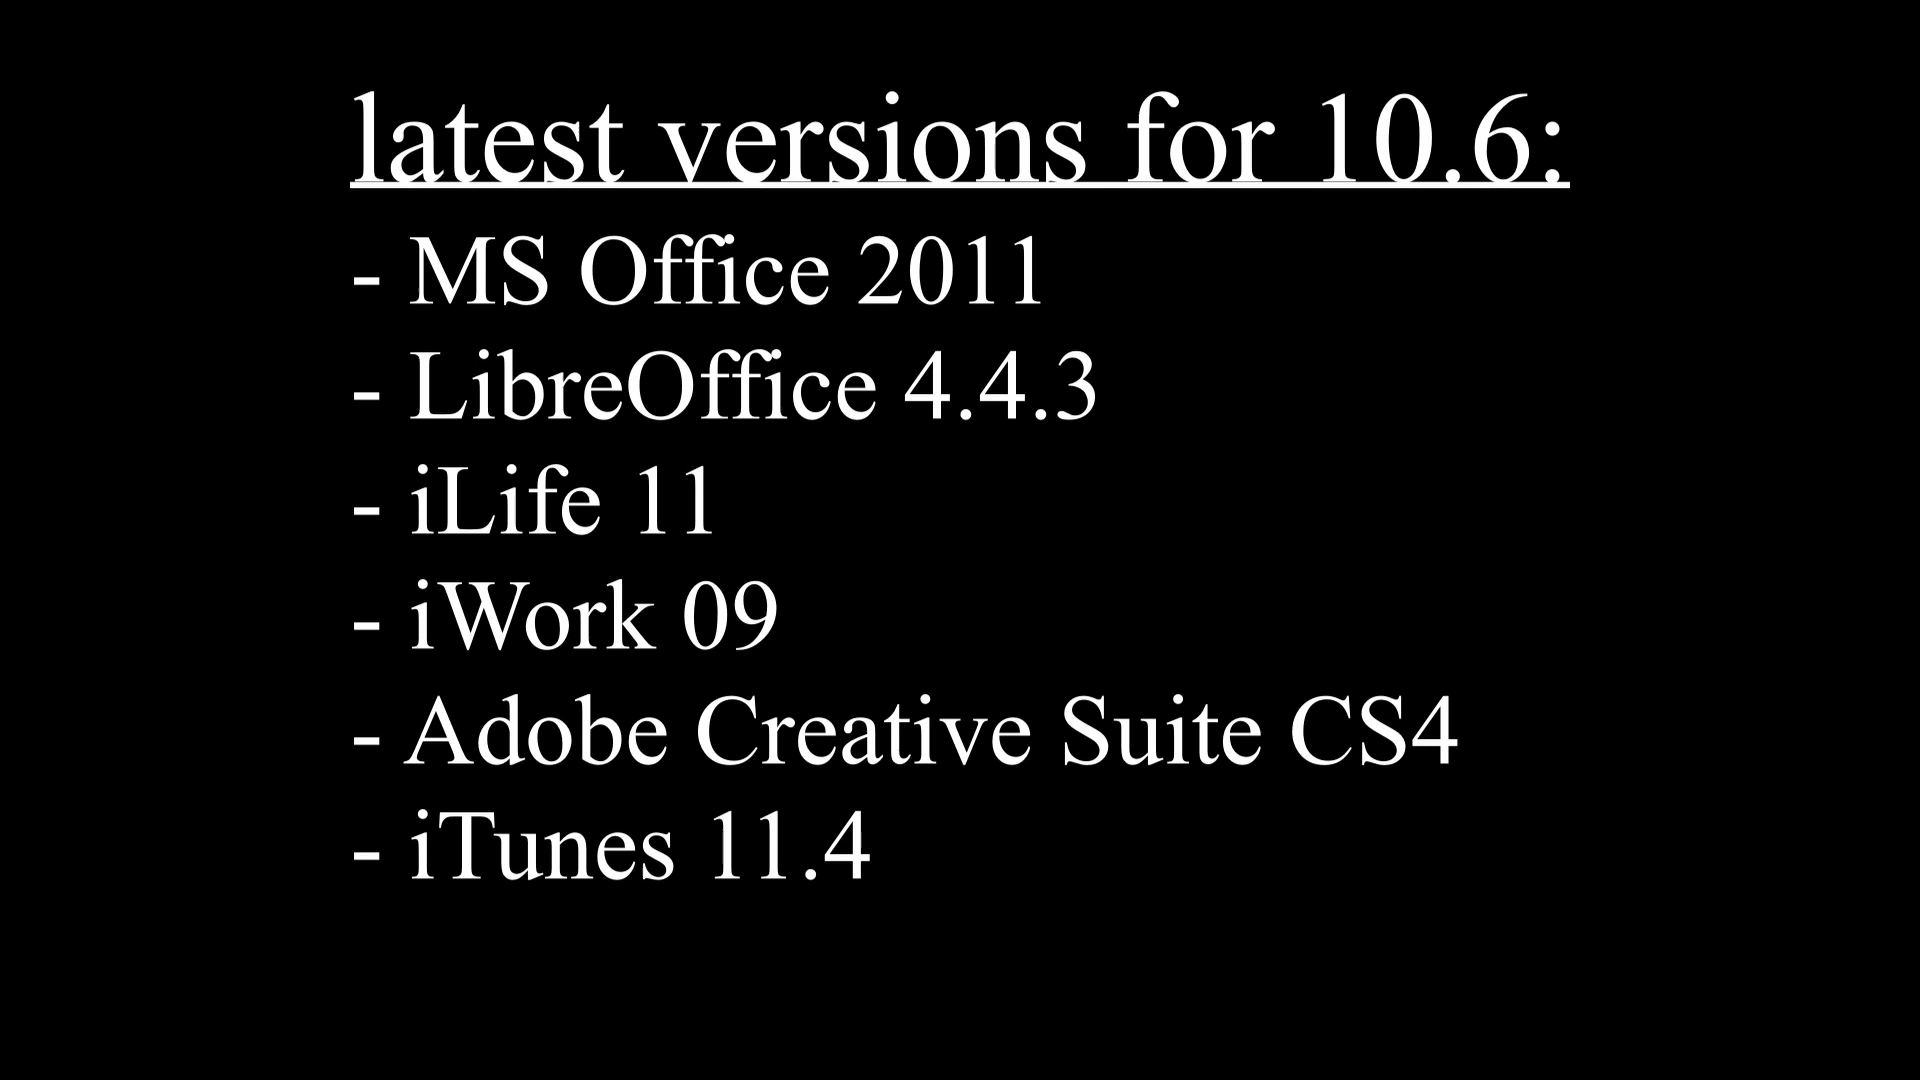 latest versions for 10.6:
- MS Office 2011
- LibreOffice 4.4.3
- iLife 11
- iWork 09
- Adobe Creative Suite CS4
- iTunes 11.4